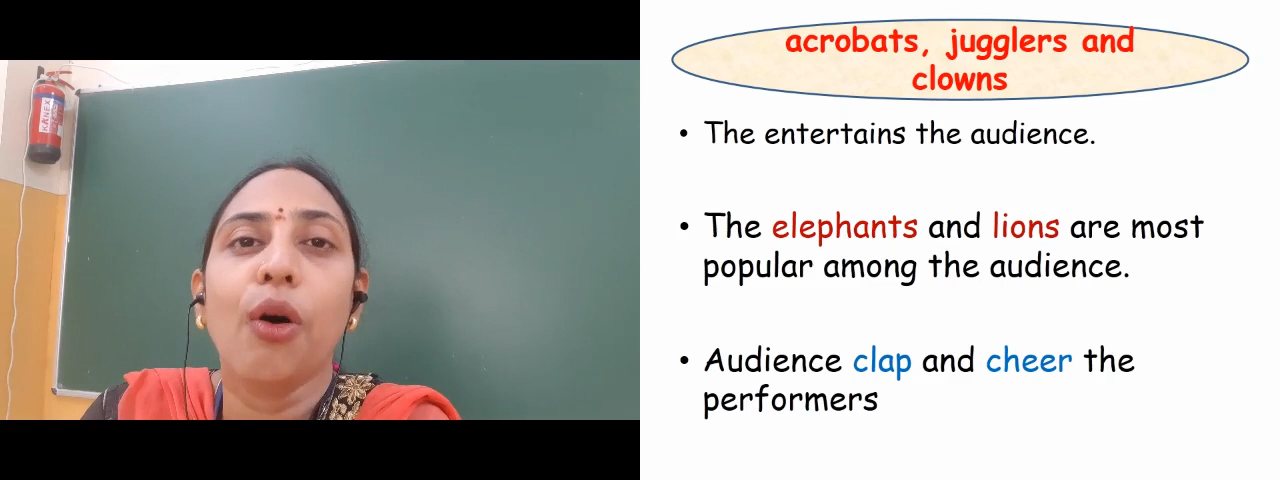 KANEX
acrobats, jugglers and
clowns
• The entertains the audience.
• The elephants and lions are most
popular among the audience.
• Audience clap and cheer the
performers